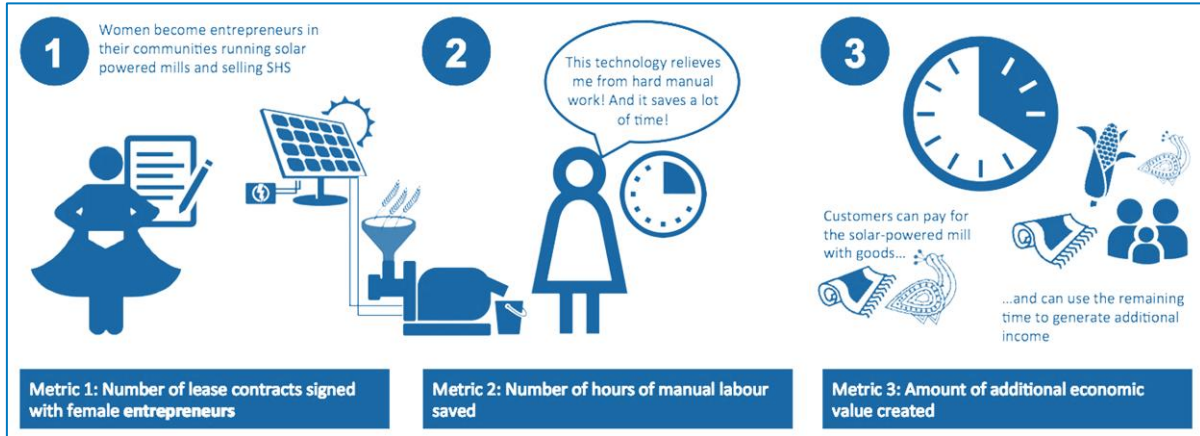 1
Women become entrepreneurs in
their communities running solar
powered mills and selling SHS
Metric 1: Number of lease contracts signed
with female entrepreneurs
2
This technology relieves
me from hard manual
work! And it saves a lot
of time!
Metric 2: Number of hours of manual labour
saved
3
Customers can pay for
the solar-powered mill
with goods...
...and can use the remaining
time to generate additional
income
Metric 3: Amount of additional economic
value created